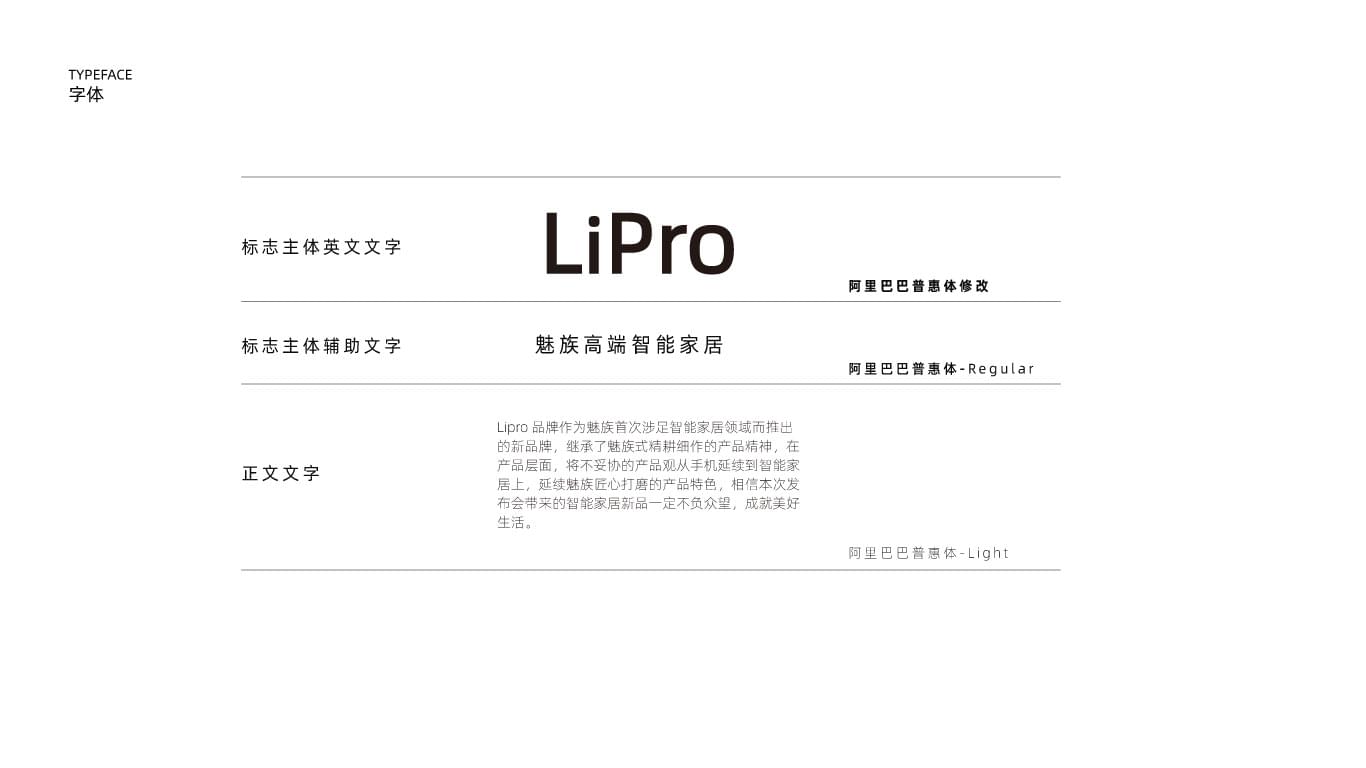 TYPEFACE
字体
标志主体英文文字
LiPro
阿里巴巴普惠体修改
标志主体辅助文字
魅族高端智能家居
阿里巴巴普惠体-Regular
正文文字
Lipro 品牌作为魅族首次涉足智能家居领域而推出
的新品牌，继承了魅族式精耕细作的产品精神，在
产品层面，将不妥协的产品观从手机延续到智能家
居上，延续魅族匠心打磨的产品特色，相信本次发
布会带来的智能家居新品一定不负众望，成就美好
生活。
阿里巴巴普惠体-Light